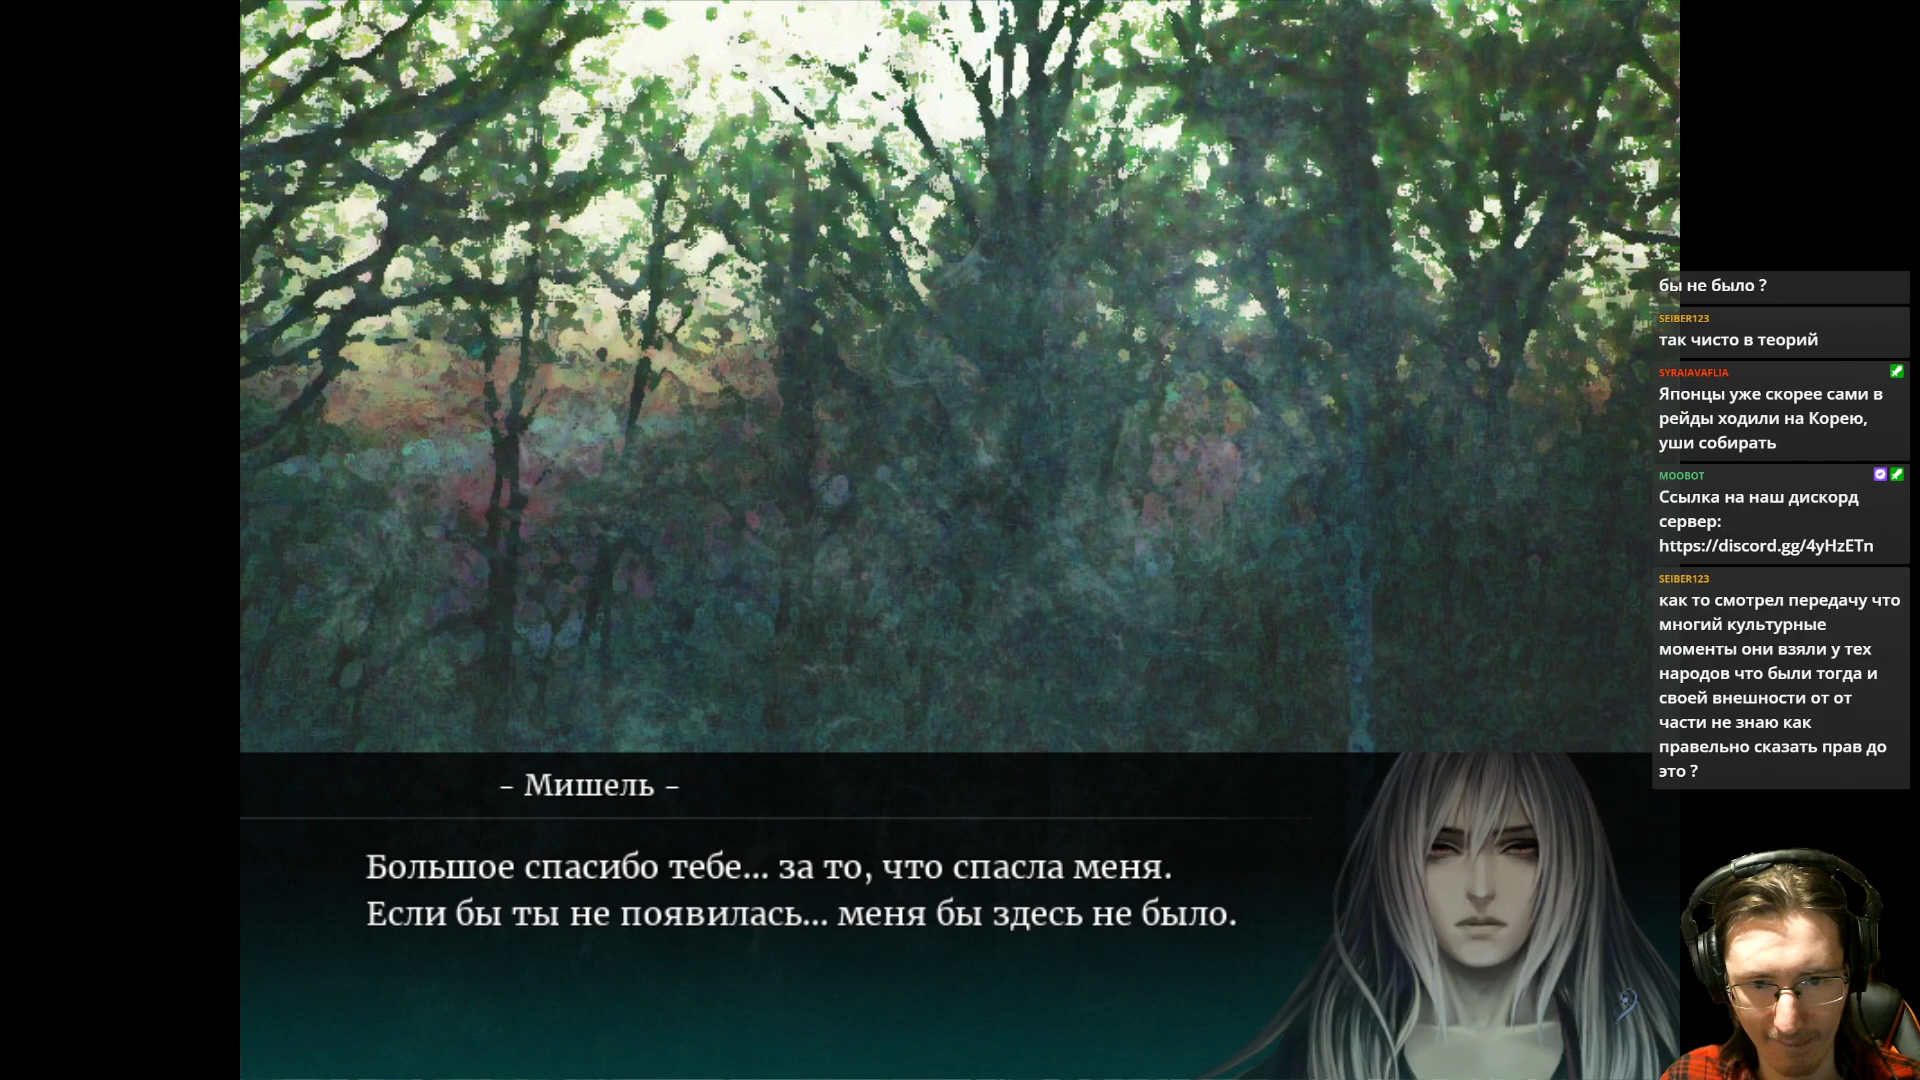 бы не было ?
SEIBER123
так чисто в теорий
SYRAIAVAFLIA
Японцы уже скорее сами в
рейды ходили на Корею,
уши собирать
MOOBOT
Ссылка на наш дискорд
сервер:
https://discord.gg/4yHzETn
SEIBER123
как то смотрел передачу что
многий культурные
моменты они взяли у тех
народов что были тогда и
своей внешности от от
части не знаю как
правельно сказать прав до
это ?
- Мишель -
Большое спасибо тебе... за то, что спасла меня.
Если бы ты не появилась... меня бы здесь не было.